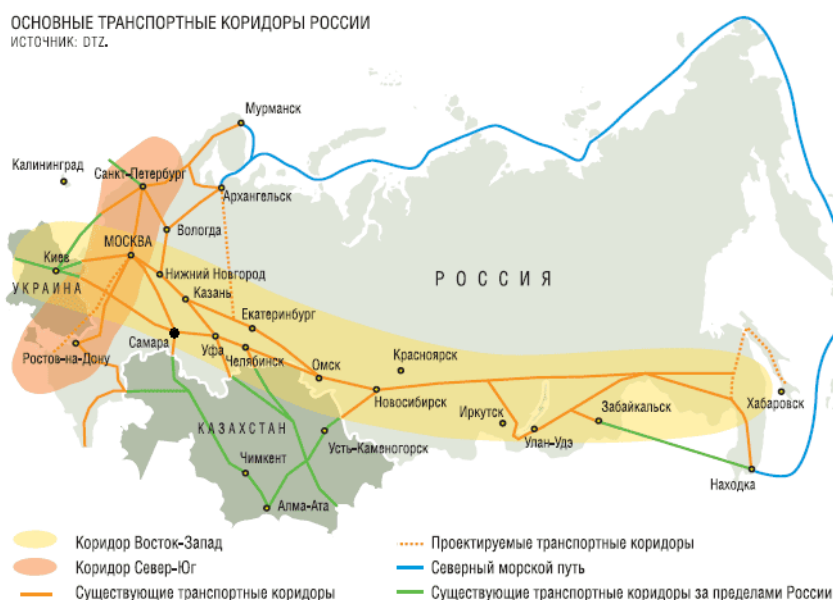 ОСНОВНЫЕ ТРАНСПОРТНЫЕ КОРИДОРЫ РОССИИ
ИСТОЧНИК: DTZ.
Мурманск
Калининград
Санкт-Петербург
Архангельск
Вологда
МОСКВА
Киев
Нижний Новгород
РОССИЯ
УКРАИНА
Казань
Екатеринбург
Самара
Ростов-на-Дону
Уфа
Челябинск
Красноярск
Омск
Новосибирск
Хабаровск
Иркутск
Забайкальск
КАЗАХСТАН
Усть-Каменогорск
Улан-Удэ
Чимкент
Находка
Алма-Ата
Коридор Восток-Запад
Коридор Север-Юг
Существующие транспортные коридоры
Проектируемые транспортные коридоры
Северный морской путь
Существующие транспортные коридоры за пределами России